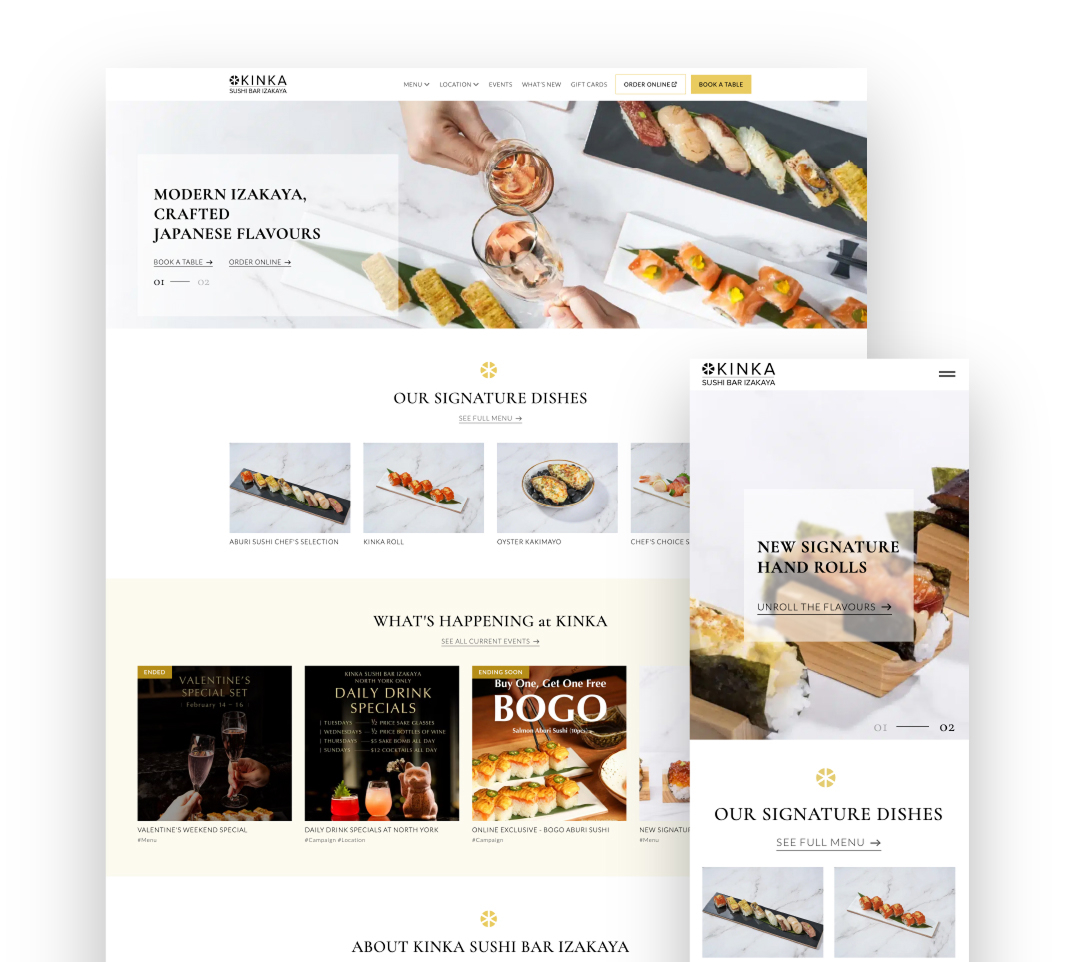 KINKA
SUSHI BAR IZAKAYA
MENU
LOCATION
EVENTS
WHAT'S NEW
GIFT CARDS
ORDER ONLINE
BOOK A TABLE
MODERN IZAKAYA,
CRAFTED
JAPANESE FLAVOURS
BOOK A TABLE →
ORDER ONLINE →
01 — 02
OUR SIGNATURE DISHES
SEE FULL MENU →
ABURI SUSHI CHEF'S SELECTION
KINKA ROLL
OYSTER KAKIMAYO
CHEF'S CHOICE S
WHAT'S HAPPENING at KINKA
SEE ALL CURRENT EVENTS →
ENDED
VALENTINE'S
SPECIAL SET
February 14 - 16
VALENTINE'S WEEKEND SPECIAL
#Menu
KINKA SUSHI BAR IZAKAYA
NORTH YORK ONLY
DAILY DRINK
SPECIALS
| TUESDAYS — ½ PRICE SAKE GLASSES
| WEDNESDAYS — ½ PRICE BOTTLES OF WINE
| THURSDAYS — $5 SAKE BOMB ALL DAY
| SUNDAYS — $12 COCKTAILS ALL DAY
DAILY DRINK SPECIALS AT NORTH YORK
#Campaign #Location
ENDING SOON
Buy One, Get One Free
BOGO
Salmon Aburi Sushi (10pcs)
ONLINE EXCLUSIVE - BOGO ABURI SUSHI
#Campaign
#Menu
ABOUT KINKA SUSHI BAR IZAKAYA
KINKA
SUSHI BAR IZAKAYA
NEW SIGNATURE
HAND ROLLS
UNROLL THE FLAVOURS →
01 — 02
OUR SIGNATURE DISHES
SEE FULL MENU →